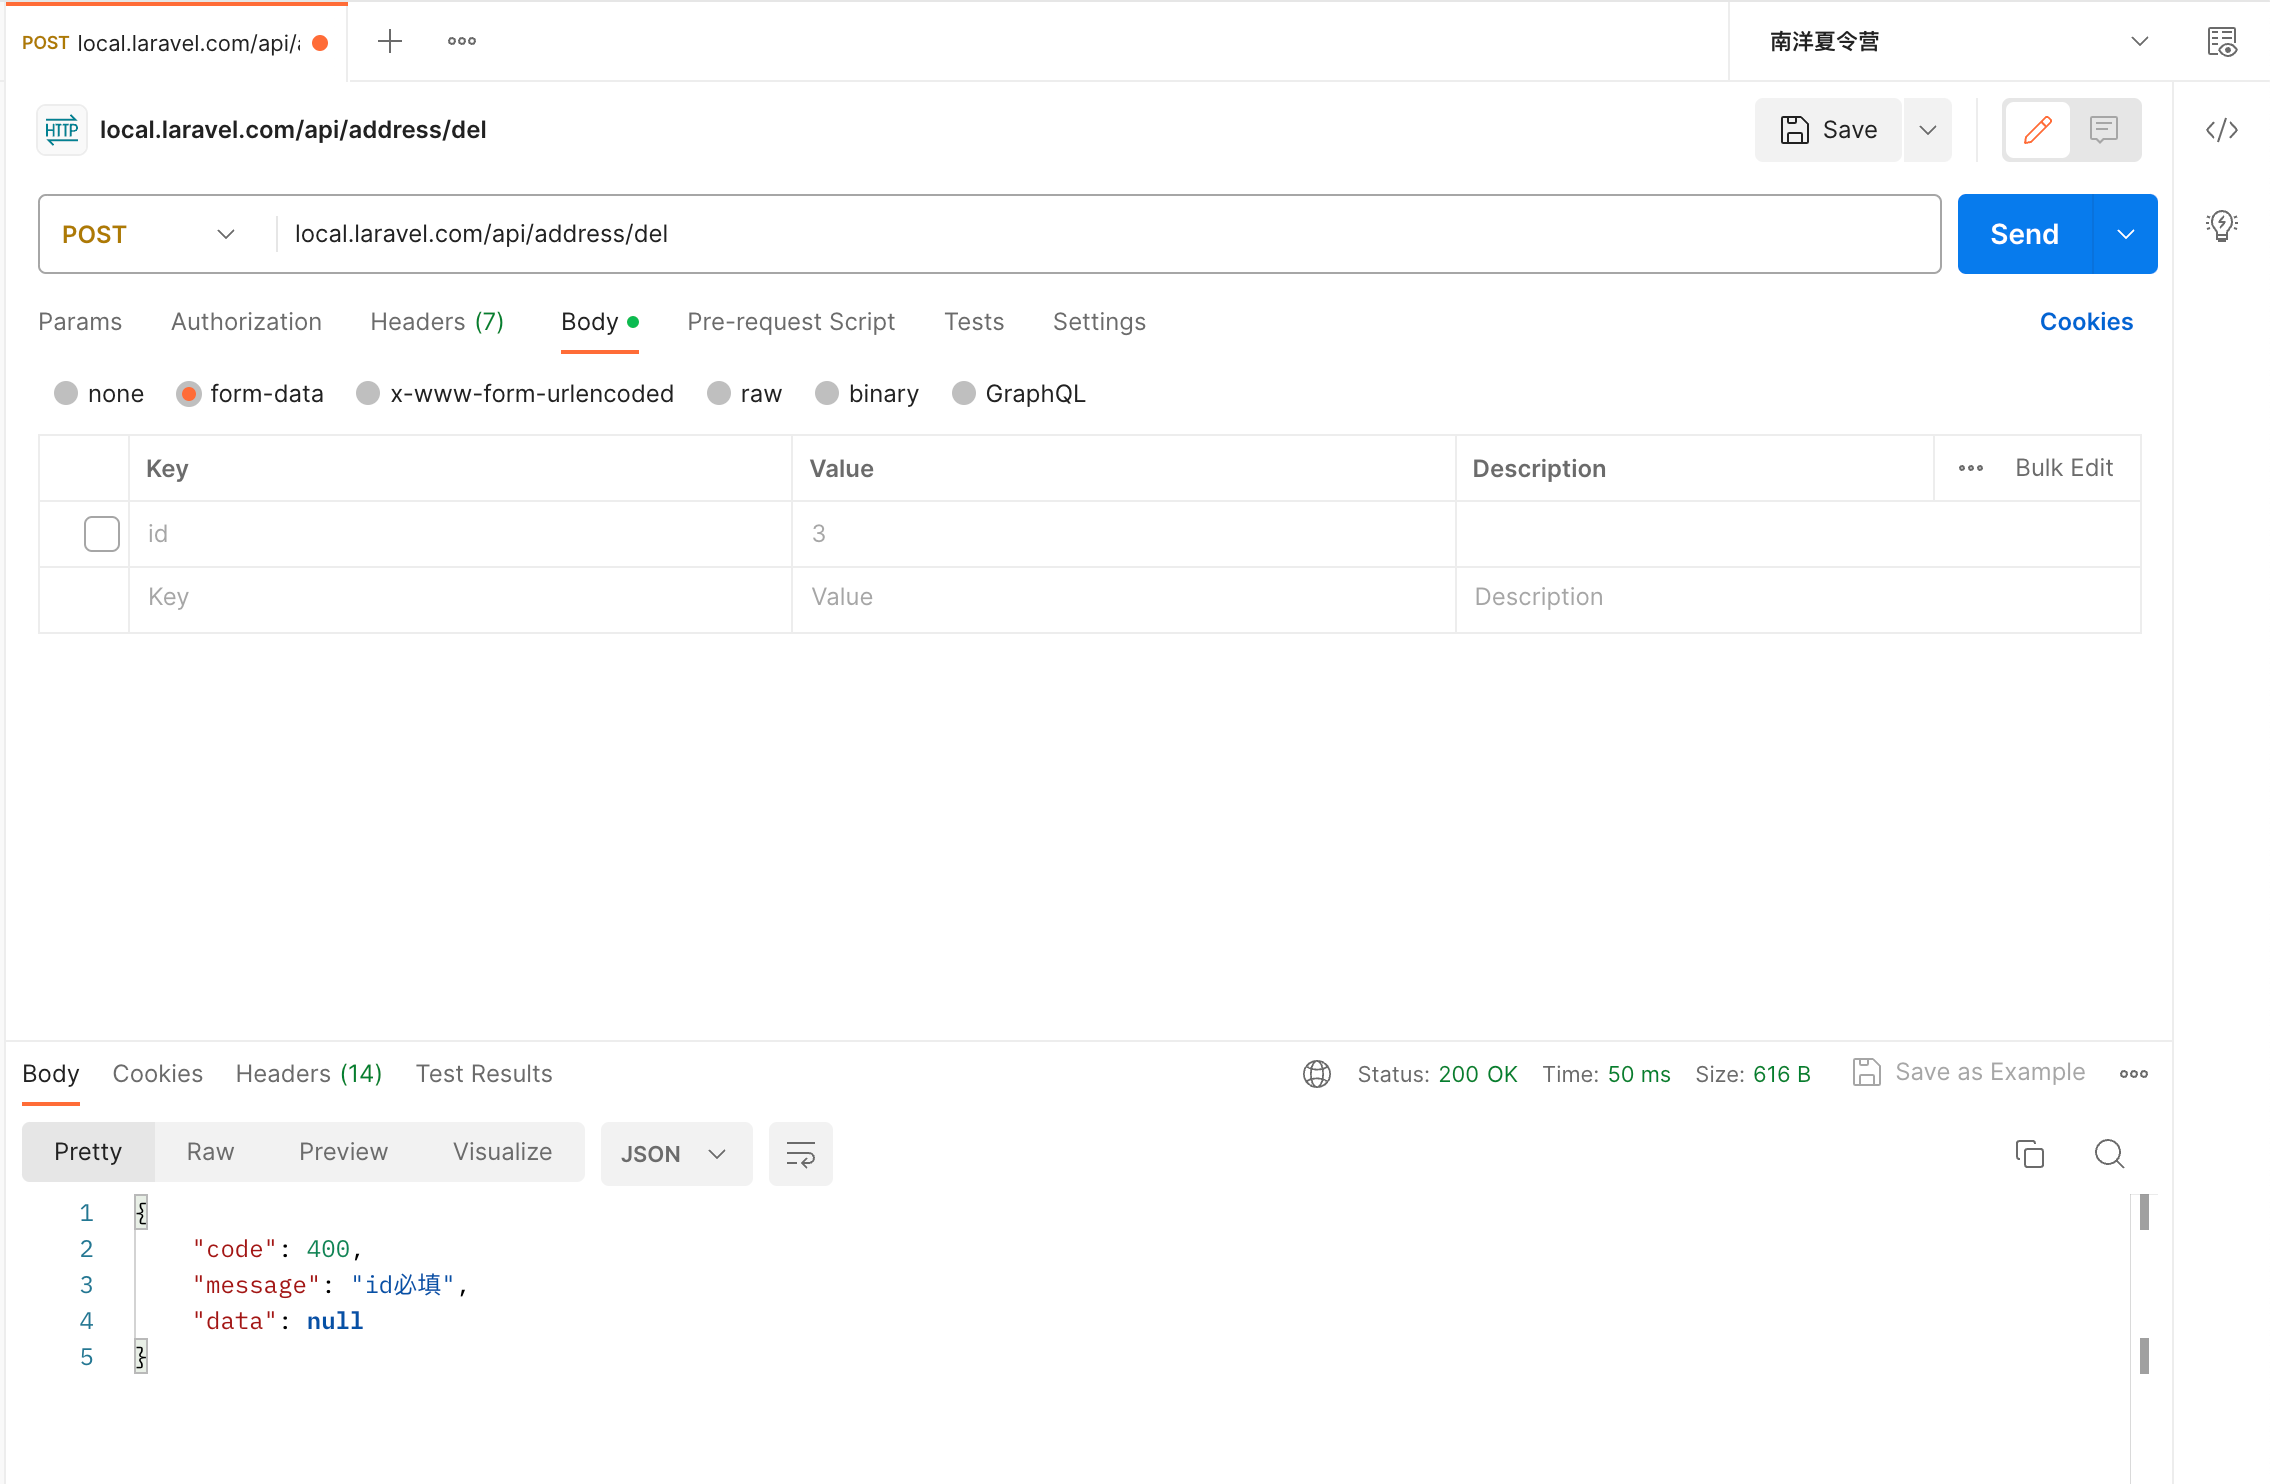 POST local.laravel.com/api/a
南洋夏令营
HTTP local.laravel.com/api/address/del
Save
POST local.laravel.com/api/address/del
Send
Params Authorization Headers (7) Body Pre-request Script Tests Settings Cookies
none form-data x-www-form-urlencoded raw binary GraphQL
Key Value Description Bulk Edit
id 3
Key Value Description
Body Cookies Headers (14) Test Results Status: 200 OK Time: 50 ms Size: 616 B Save as Example
Pretty Raw Preview Visualize JSON
1 {
2 "code": 400,
3 "message": "id必填",
4 "data": null
5 }